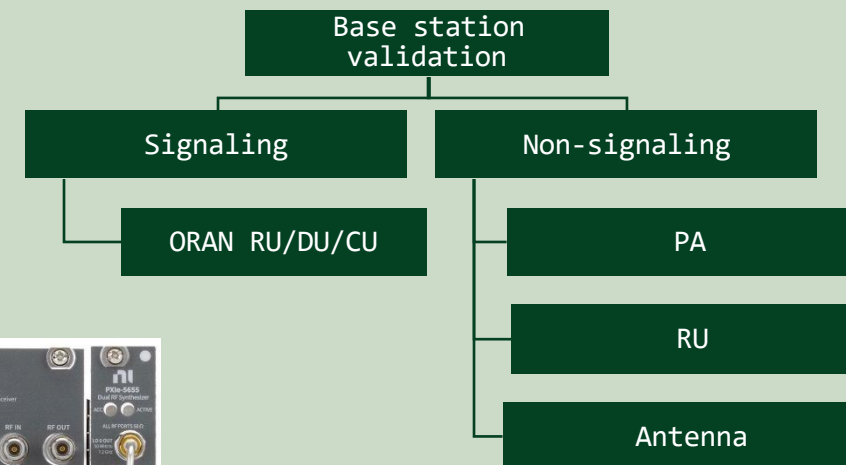 Base station
validation
Signaling
Non-signaling
ORAN RU/DU/CU
PA
RU
Antenna
RF IN
RF OUT
PXIe-5655
Dual RF Synthesizer
ACTIVE